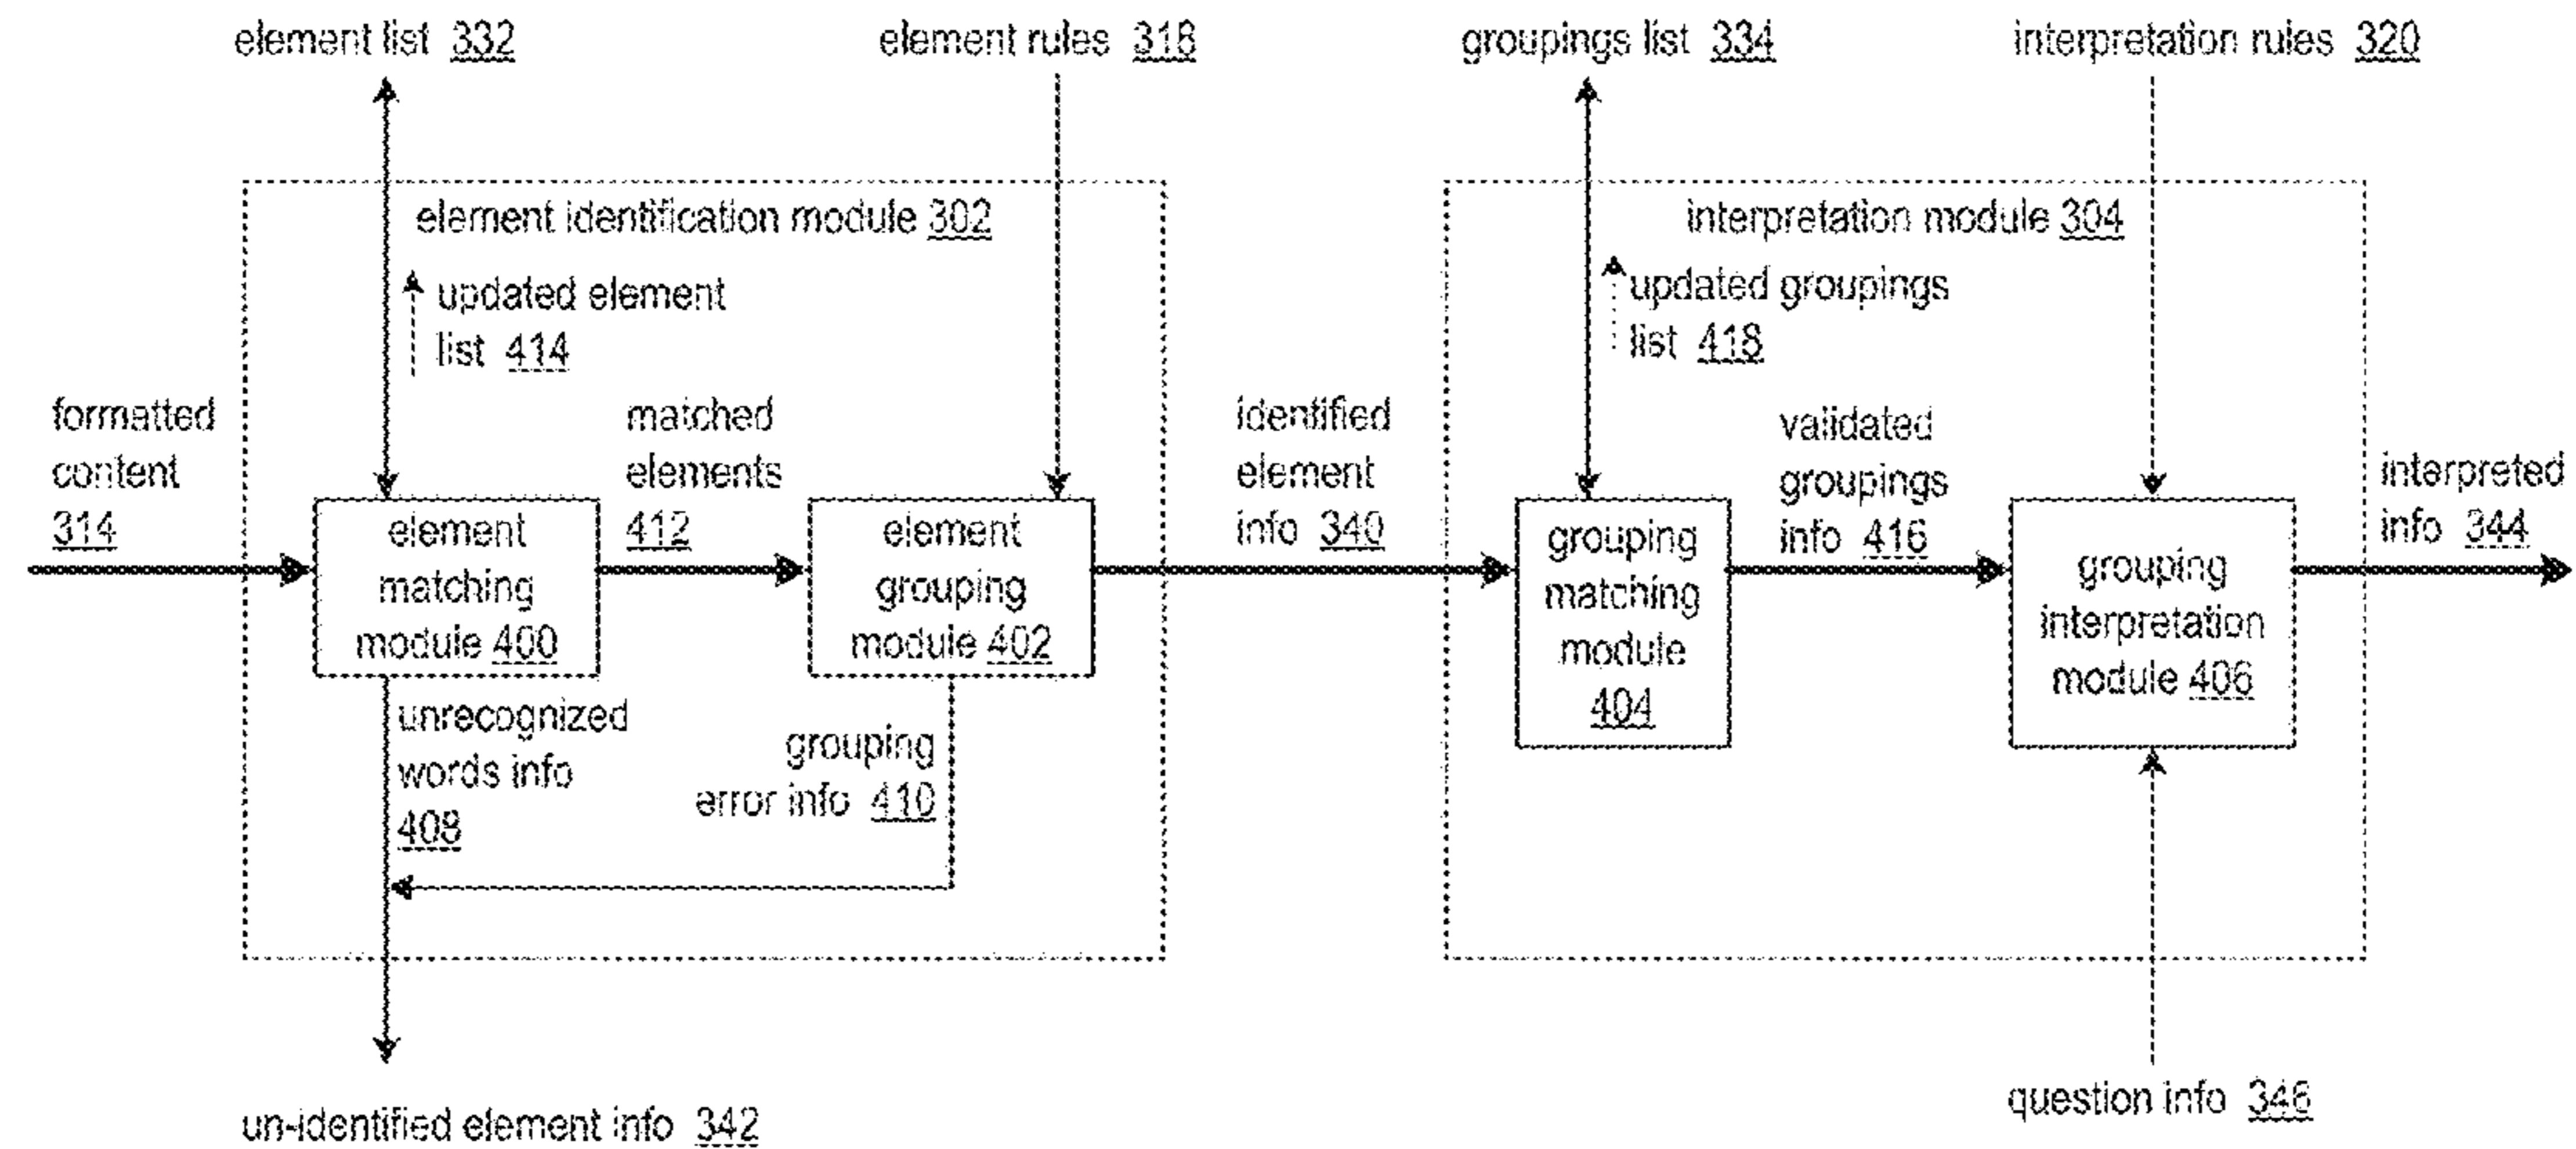 element list 332
element rules 318
groupings list 334
interpretation rules 320
element identification module 302
interpretation module 304
updated element
list 414
updated groupings
list 418
formatted
content
314
matched
elements
412
identified
element
info 340
validated
groupings
info 416
interpreted
info 344
element
matching
module 400
element
grouping
module 402
grouping
matching
module
404
grouping
interpretation
module 406
unrecognized
words info
408
grouping
error info 410
un-identified element info 342
question info 346